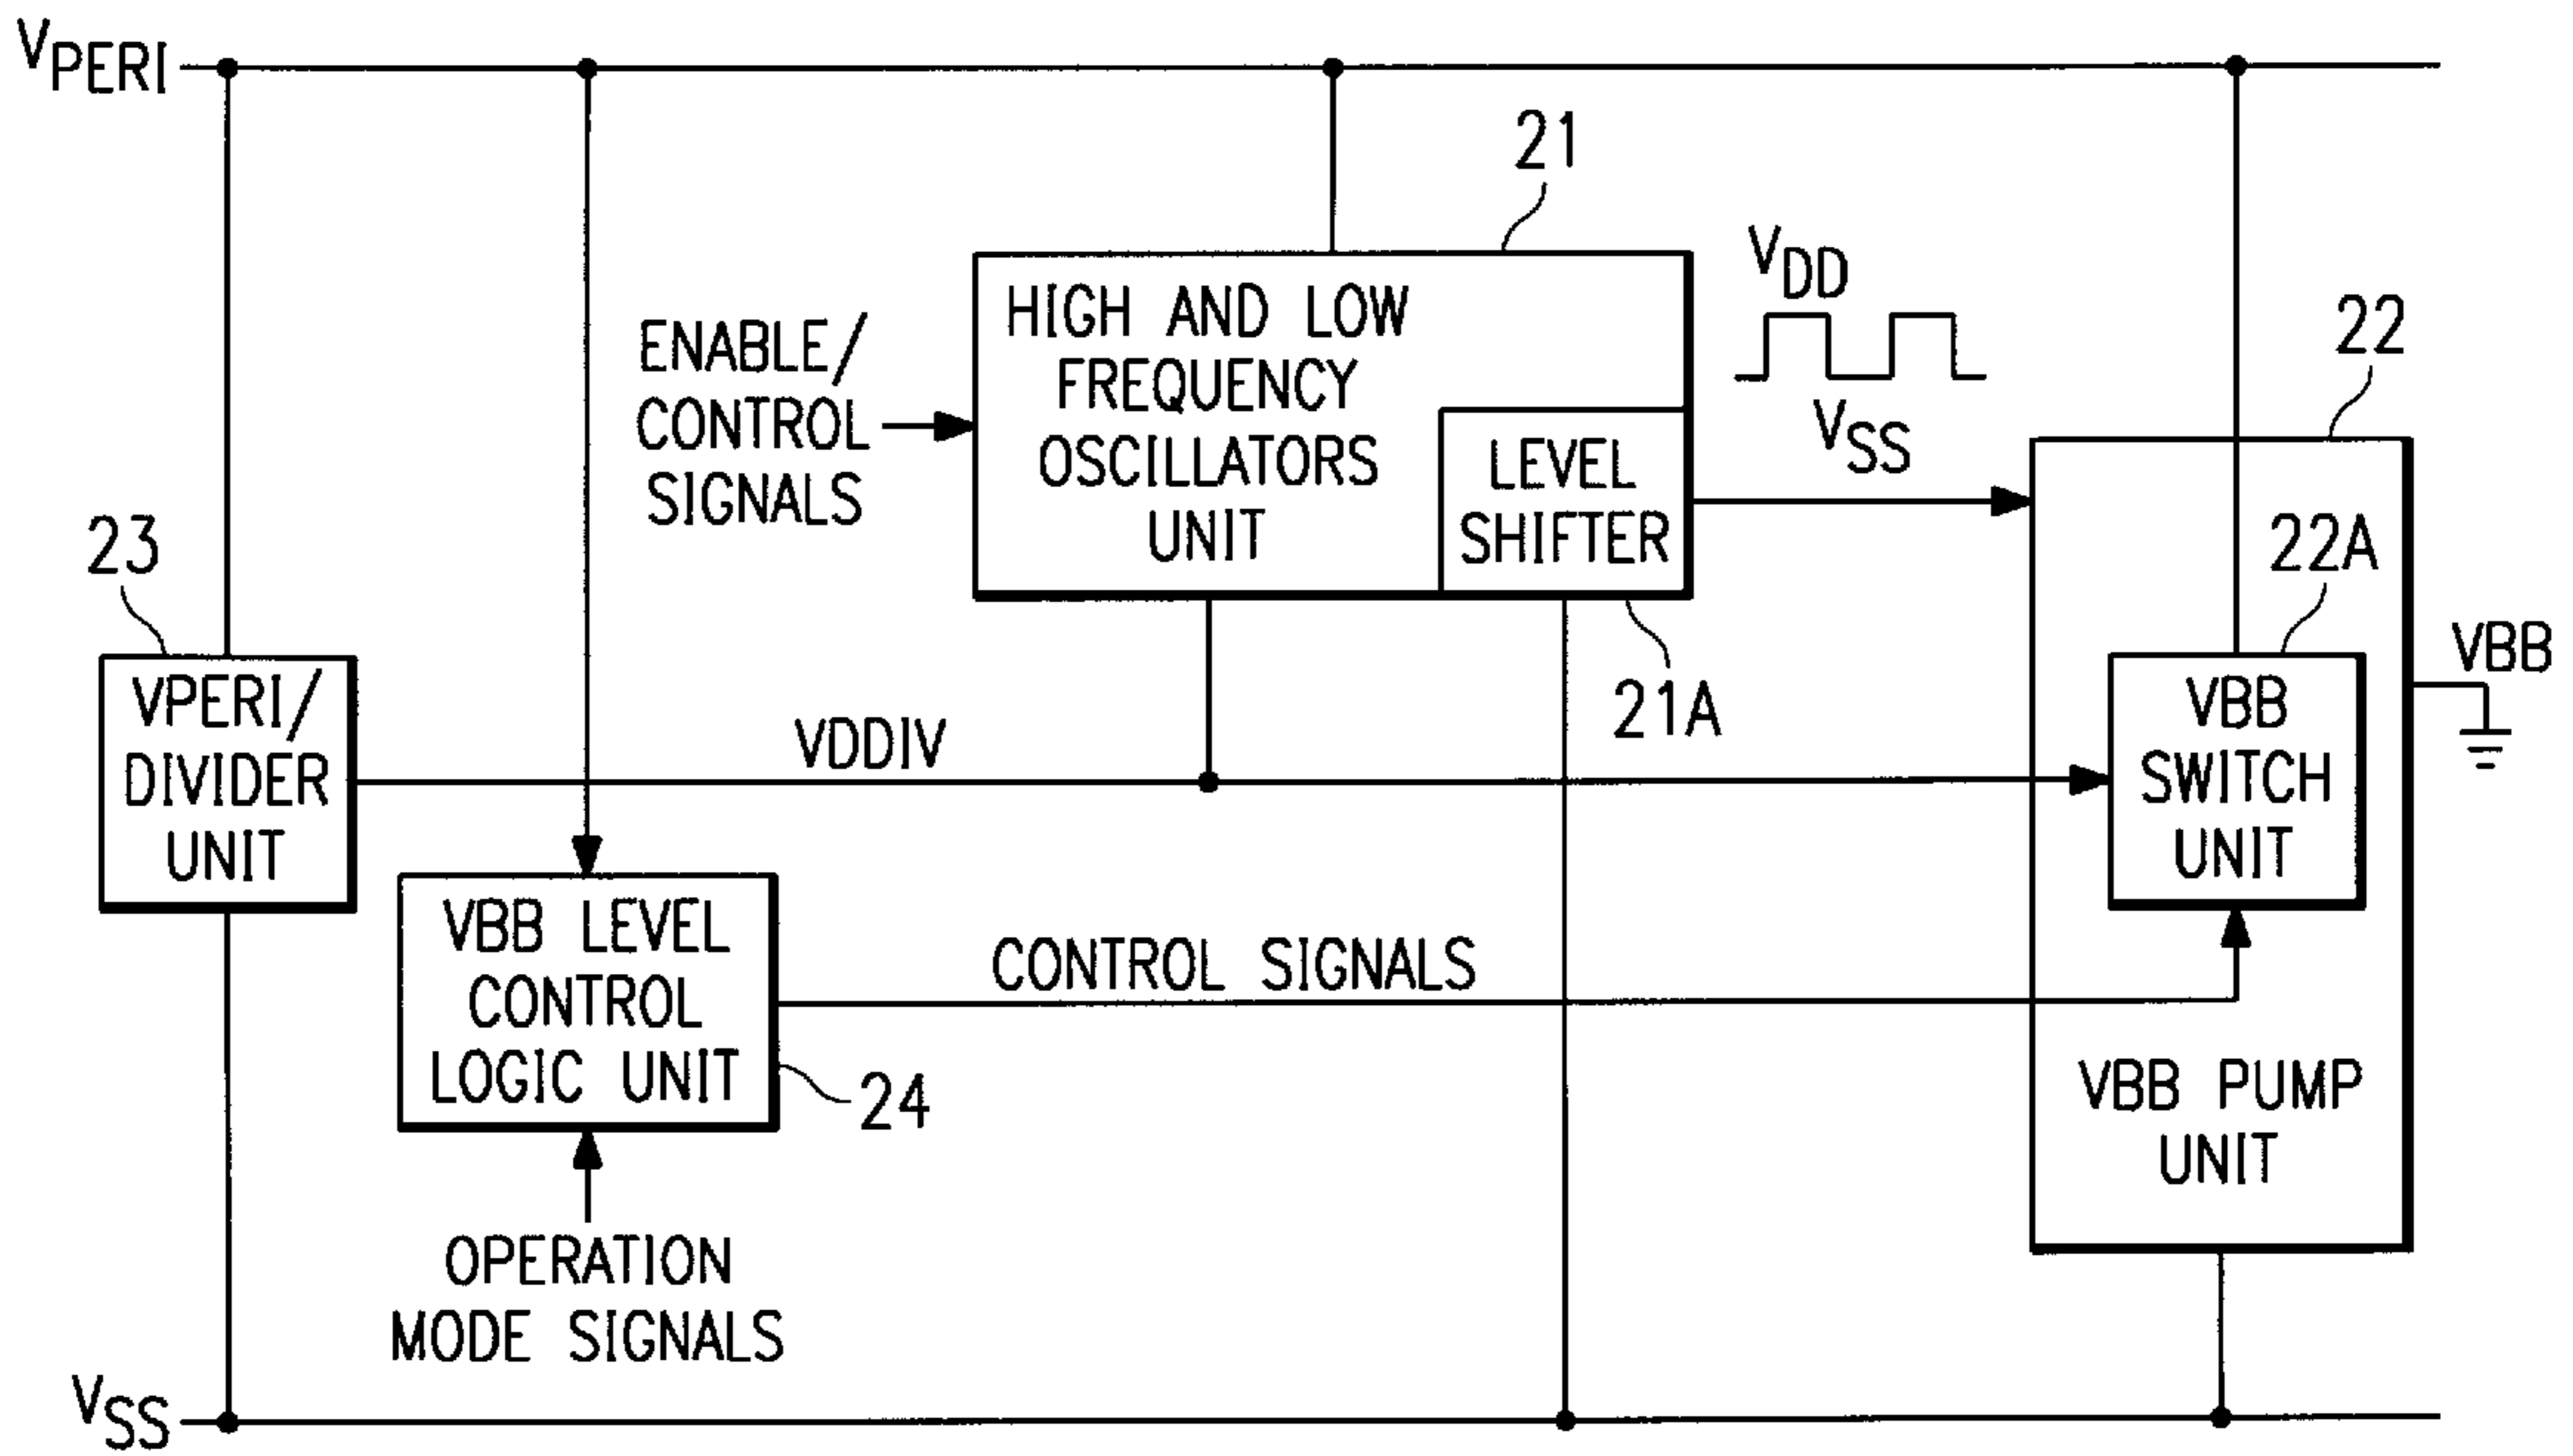 VPERI
21
VDD
HIGH AND LOW
FREQUENCY
OSCILLATORS
UNIT
ENABLE/
CONTROL
SIGNALS
LEVEL
SHIFTER
VSS
22
22A
23
VPERI/
DIVIDER
UNIT
VDDIV
21A
VBB
SWITCH
UNIT
VBB
VBB LEVEL
CONTROL
LOGIC UNIT
CONTROL SIGNALS
24
VBB PUMP
UNIT
OPERATION
MODE SIGNALS
VSS